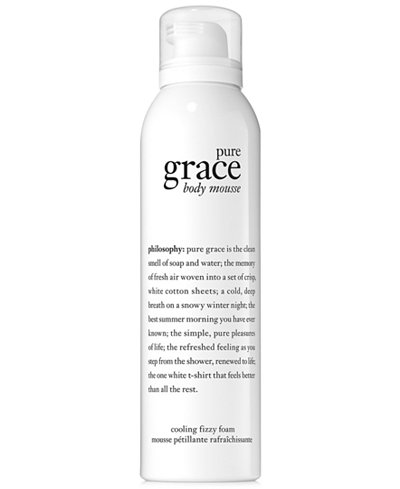 pure
grace
body mousse
philosophy: pure grace is the clean
smell of soap and water; the memory
of fresh air woven into a set of crisp,
white cotton sheets; a cold, deep
breath on a snowy winter night; the
best summer morning you have ever
known; the simple, pure pleasures
of life; the refreshed feeling as you
step from the shower, renewed to life;
the one white t-shirt that feels better
than all the rest.
cooling fizzy foam
mousse pétillante rafraîchissante